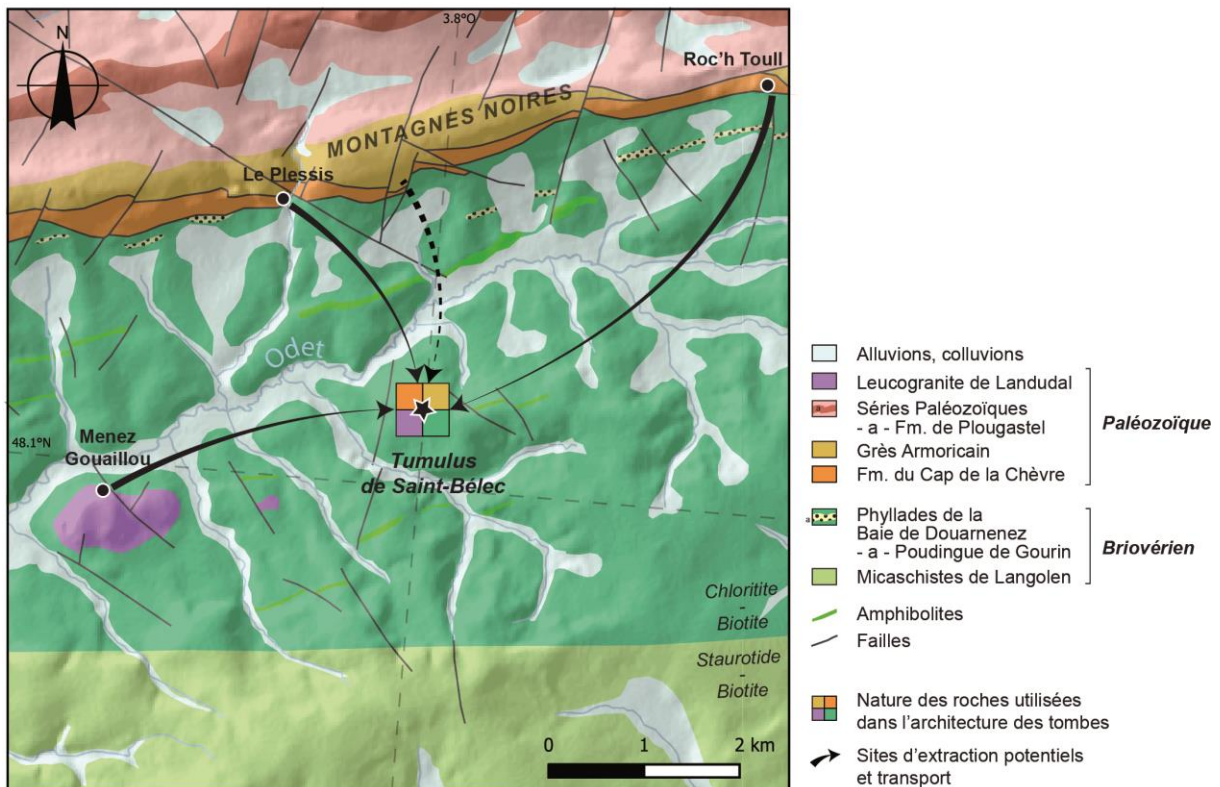 N
3.8°O
Roc'h Toull
MONTAGNES NOIRES
Le Plessis
Odet
48.1°N
Menez
Gouaillou
Tumulus
de Saint-Bélec
Chloritite
-
Biotite
Staurotide
-
Biotite
0 1 2 km
Alluvions, colluvions
Leucogranite de Landudal
a Séries Paléozoïques
- a - Fm. de Plougastel
Grès Armoricain
Fm. du Cap de la Chèvre
Paléozoïque
a Phyllades de la
Baie de Douarnenez
- a - Poudingue de Gourin
Micaschistes de Langolen
Briovérien
Amphibolites
Failles
Nature des roches utilisées
dans l'architecture des tombes
Sites d'extraction potentiels
et transport